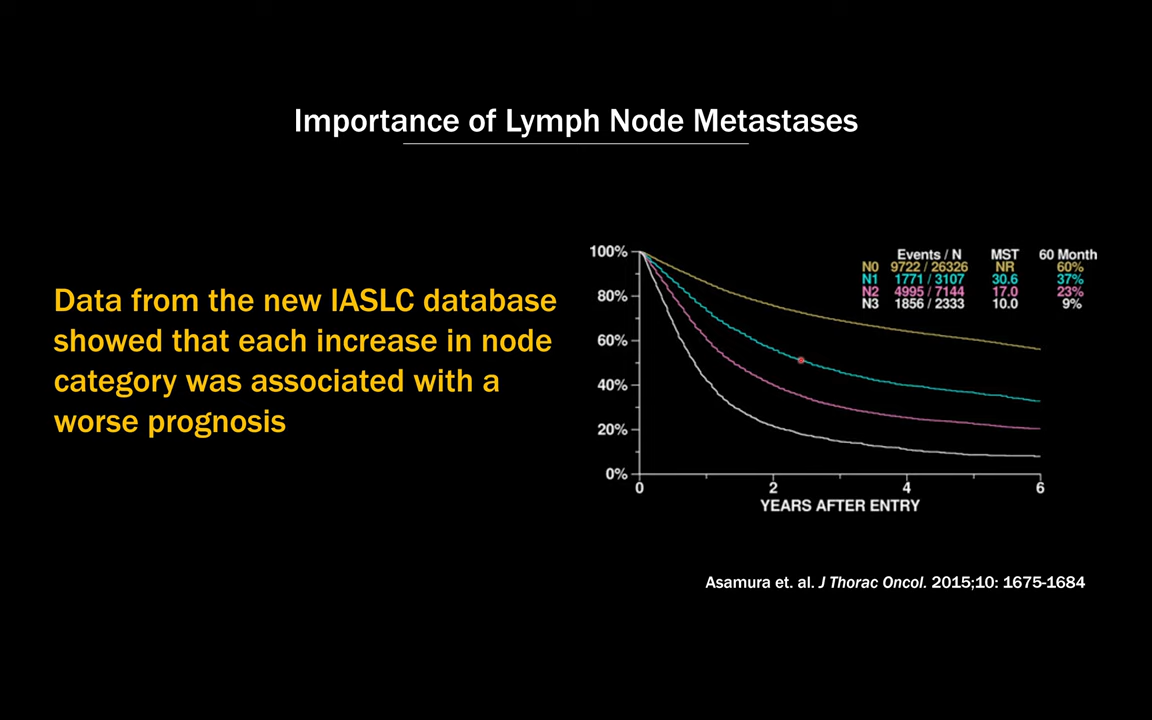 Importance of Lymph Node Metastases
Data from the new IASLC database
showed that each increase in node
category was associated with a
worse prognosis
Events / N MST 60 Month
N0 9722 / 26326 NR 60%
N1 1771 / 3107 30.6 37%
N2 4995 / 7144 17.0 23%
N3 1856 / 2333 10.0 9%
100%
80%
60%
40%
20%
0%
0 2 4 6
YEARS AFTER ENTRY
Asamura et. al. J Thorac Oncol. 2015;10: 1675-1684